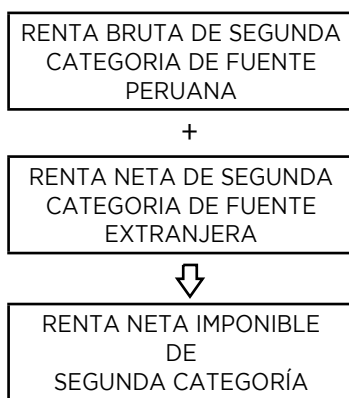 RENTA BRUTA DE SEGUNDA
CATEGORIA DE FUENTE
PERUANA
+
RENTA NETA DE SEGUNDA
CATEGORIA DE FUENTE
EXTRANJERA
RENTA NETA IMPONIBLE
DE
SEGUNDA CATEGORÍA